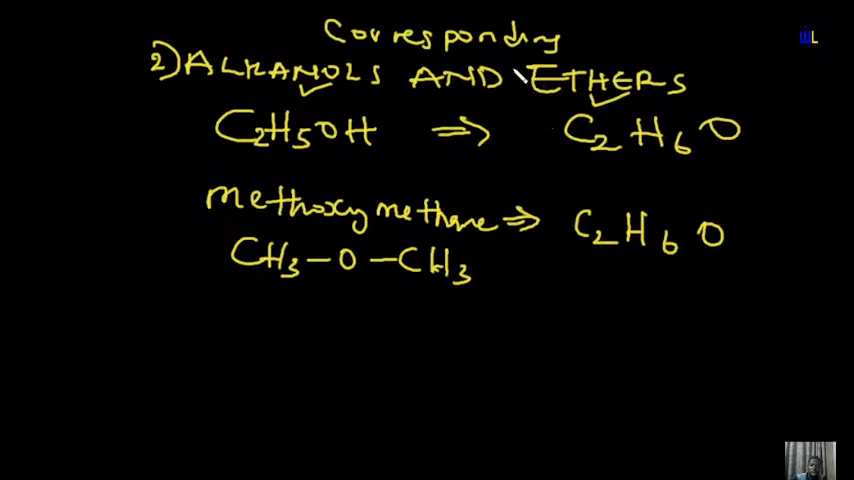 Corresponding
2) ALKANOLS AND ETHERS
C₂H₅OH ⇒ C₂H₆O
methoxymethane ⇒ C₂H₆O
CH₃–O–CH₃